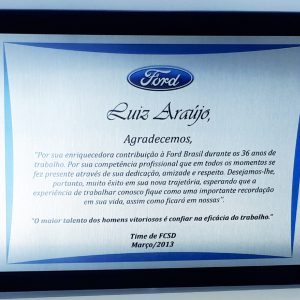 Ford
Luiz Araújo,
Agradecemos,
"Por sua enriquecedora contribuição à Ford Brasil durante os 36 anos de
trabalho. Por sua competência profissional que em todos os momentos se
fez presente através de sua dedicação, amizade e respeito. Desejamos-lhe,
portanto, muito êxito em sua nova trajetória, esperando que a
experiência de trabalhar conosco fique como uma importante recordação
em sua vida, assim como ficará em nossas".
"O maior talento dos homens vitoriosos é confiar na eficácia do trabalho."
Time de FCSD
Março/2013